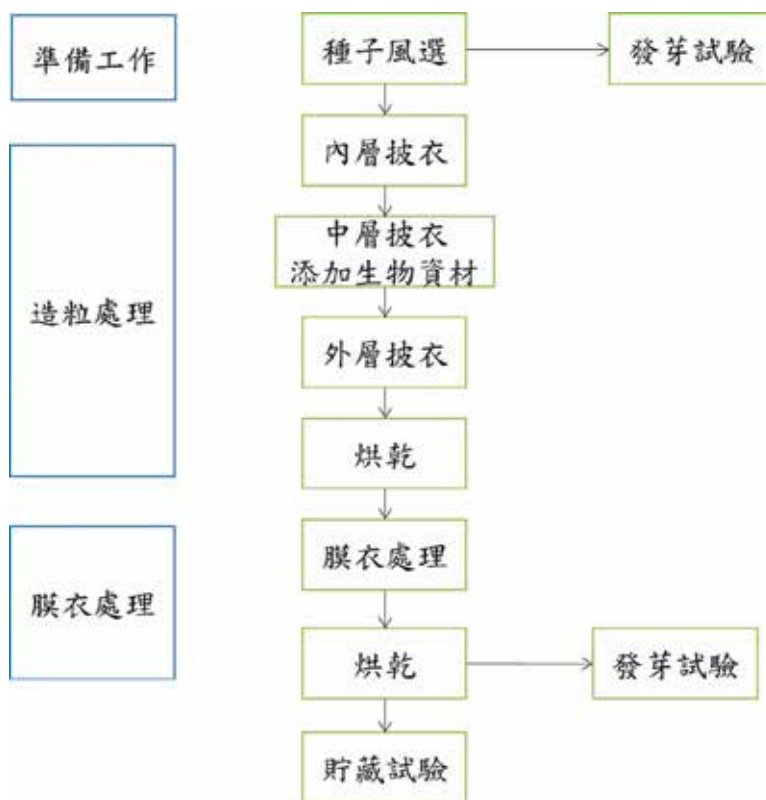 準備工作
種子風選
發芽試驗
內層披衣
中層披衣
添加生物資材
造粒處理
外層披衣
烘乾
膜衣處理
膜衣處理
烘乾
發芽試驗
貯藏試驗